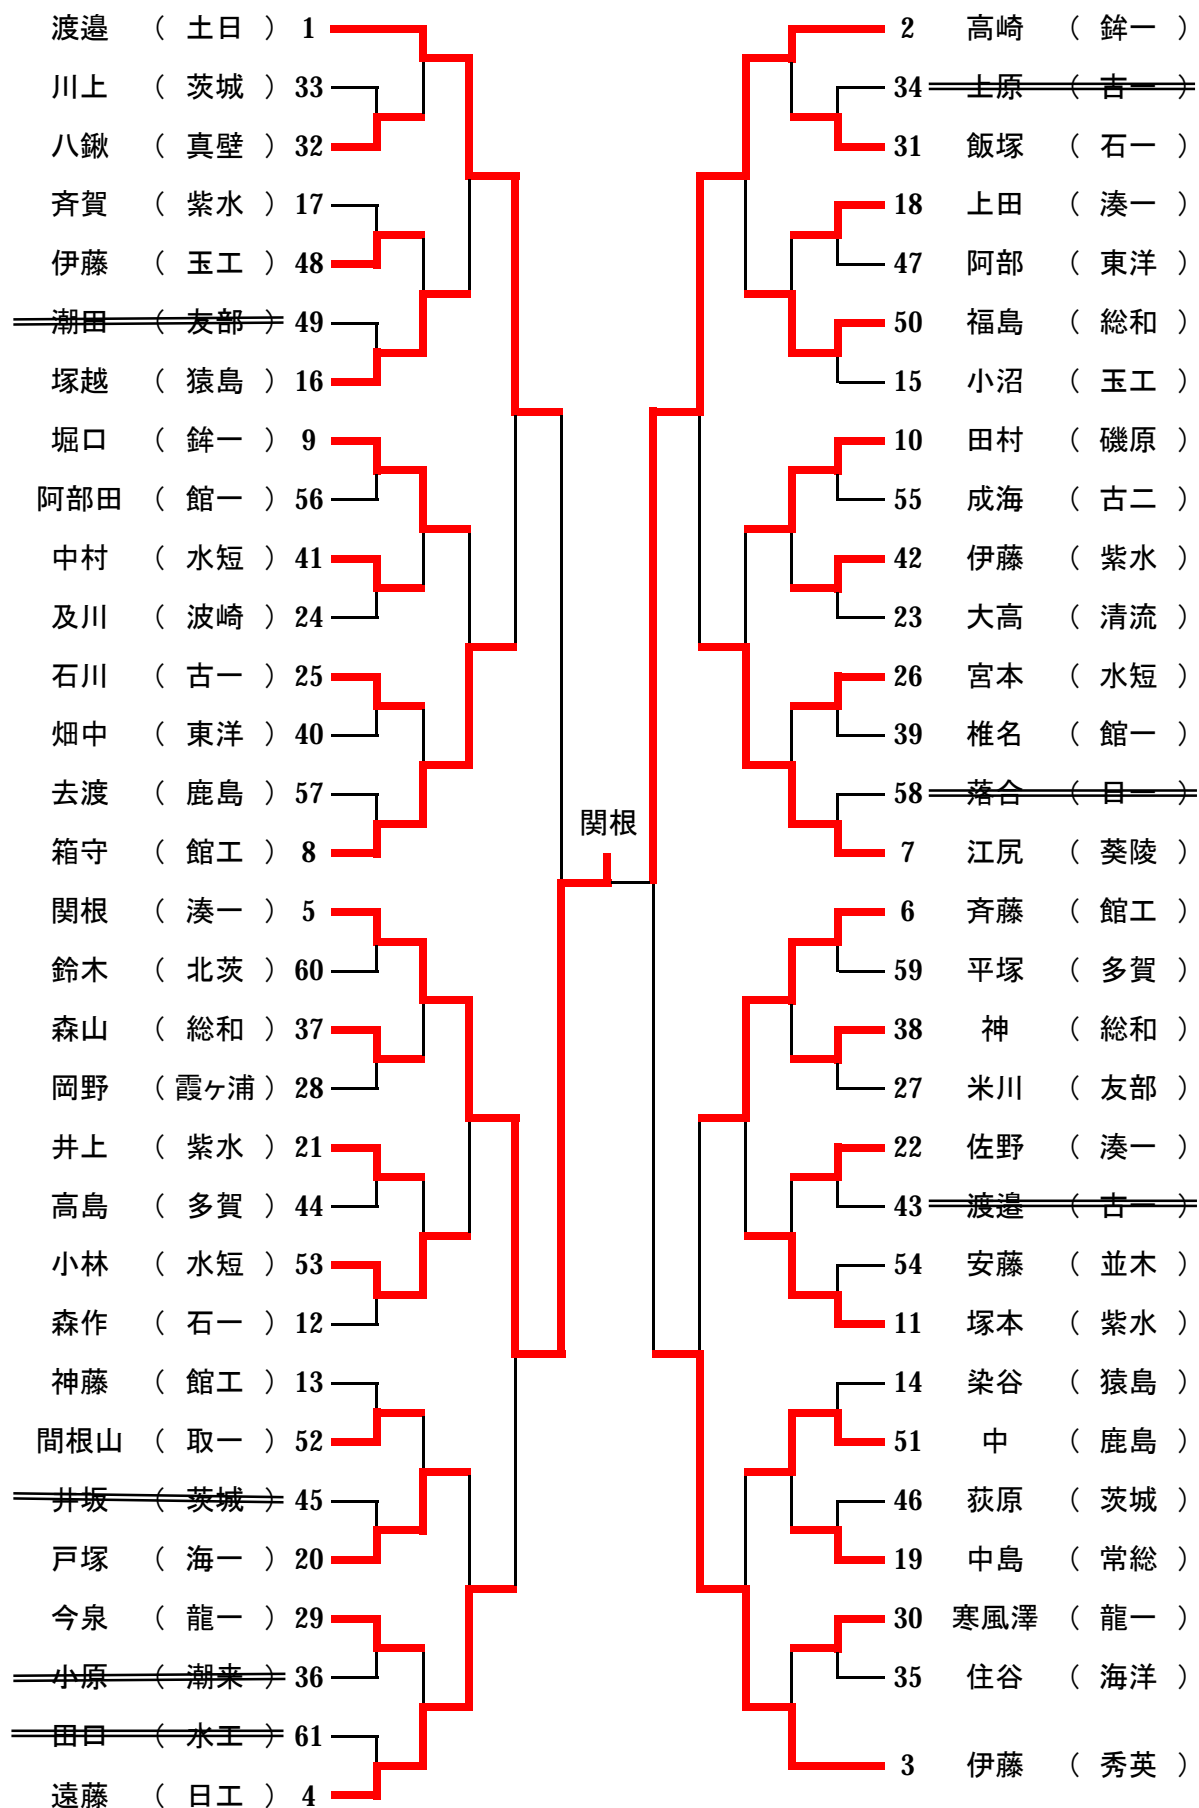 渡邉 （ 土日 ） 1
川上 （ 茨城 ） 33
八鍬 （ 真壁 ） 32
斉賀 （ 紫水 ） 17
伊藤 （ 玉工 ） 48
潮田 （ 友部 ） 49
塚越 （ 猿島 ） 16
堀口 （ 鉾一 ） 9
阿部田 （ 館一 ） 56
中村 （ 水短 ） 41
及川 （ 波崎 ） 24
石川 （ 古一 ） 25
畑中 （ 東洋 ） 40
去渡 （ 鹿島 ） 57
箱守 （ 館工 ） 8
関根 （ 湊一 ） 5
鈴木 （ 北茨 ） 60
森山 （ 総和 ） 37
岡野 （ 霞ヶ浦 ） 28
井上 （ 紫水 ） 21
高島 （ 多賀 ） 44
小林 （ 水短 ） 53
森作 （ 石一 ） 12
神藤 （ 館工 ） 13
間根山 （ 取一 ） 52
井坂 （ 茨城 ） 45
戸塚 （ 海一 ） 20
今泉 （ 龍一 ） 29
小原 （ 潮来 ） 36
田口 （ 水工 ） 61
遠藤 （ 日工 ） 4
関根
2 高崎 （ 鉾一 ）
34 上原 （ 古一 ）
31 飯塚 （ 石一 ）
18 上田 （ 湊一 ）
47 阿部 （ 東洋 ）
50 福島 （ 総和 ）
15 小沼 （ 玉工 ）
10 田村 （ 磯原 ）
55 成海 （ 古二 ）
42 伊藤 （ 紫水 ）
23 大高 （ 清流 ）
26 宮本 （ 水短 ）
39 椎名 （ 館一 ）
58 落合 （ 日一 ）
7 江尻 （ 葵陵 ）
6 斉藤 （ 館工 ）
59 平塚 （ 多賀 ）
38 神 （ 総和 ）
27 米川 （ 友部 ）
22 佐野 （ 湊一 ）
43 渡邉 （ 古一 ）
54 安藤 （ 並木 ）
11 塚本 （ 紫水 ）
14 染谷 （ 猿島 ）
51 中 （ 鹿島 ）
46 荻原 （ 茨城 ）
19 中島 （ 常総 ）
30 寒風澤 （ 龍一 ）
35 住谷 （ 海洋 ）
3 伊藤 （ 秀英 ）